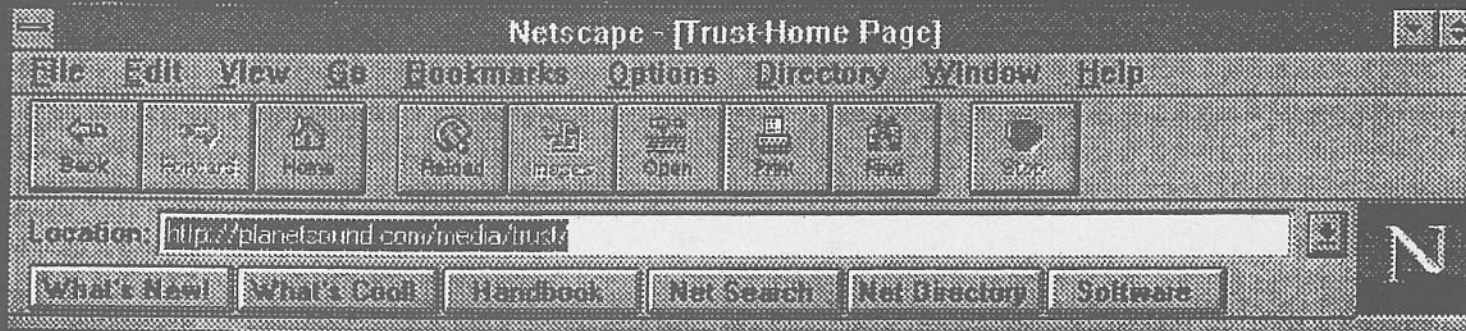 Netscape - [Trust-Home Page]
File Edit View Go Bookmarks Options Directory Window Help
Back Forward Home Reload Images Open Print Find Stop
Location: http://planetsound.com/media/trust/
N
What's New! What's Cool! Handbook Net Search Net Directory Software